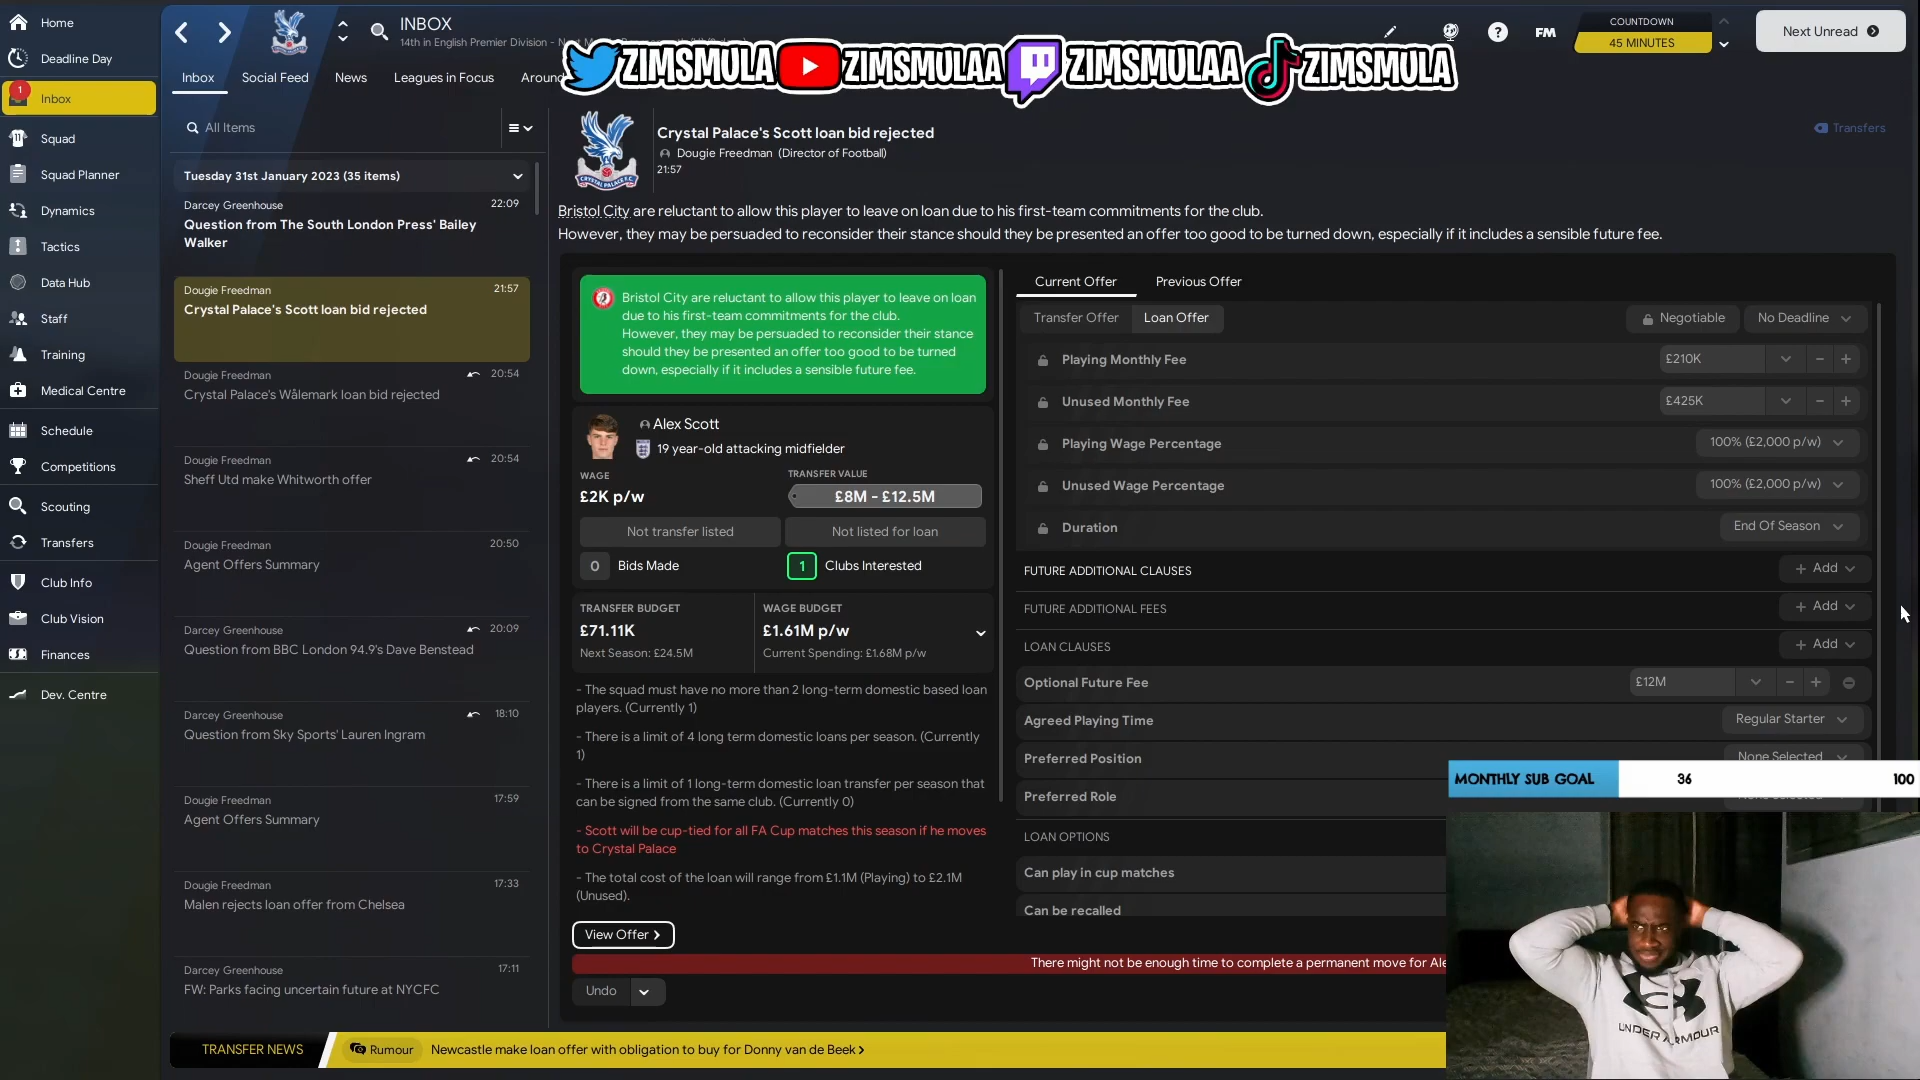 Home
Deadline Day
1
Inbox
Squad
Squad Planner
Dynamics
Tactics
Data Hub
Staff
Training
Medical Centre
Schedule
Competitions
Scouting
Transfers
Club Info
Club Vision
Finances
Dev. Centre
INBOX
14th in English Premier Division -
Inbox
Social Feed
News
Leagues in Focus
Around
ZIMSMULA
ZIMSMULAA
ZIMSMULAA
ZIMSMULA
FM
COUNTDOWN
45 MINUTES
Next Unread
All Items
Tuesday 31st January 2023 (35 items)
Darcey Greenhouse 22:09
Question from The South London Press' Bailey
Walker
Dougie Freedman 21:57
Crystal Palace's Scott loan bid rejected
Dougie Freedman 20:54
Crystal Palace's Wålemark loan bid rejected
Dougie Freedman 20:54
Sheff Utd make Whitworth offer
Dougie Freedman 20:50
Agent Offers Summary
Darcey Greenhouse 20:09
Question from BBC London 94.9's Dave Benstead
Darcey Greenhouse 18:10
Question from Sky Sports' Lauren Ingram
Dougie Freedman 17:59
Agent Offers Summary
Dougie Freedman 17:33
Malen rejects loan offer from Chelsea
Darcey Greenhouse 17:11
FW: Parks facing uncertain future at NYCFC
Crystal Palace's Scott loan bid rejected
Dougie Freedman (Director of Football)
21:57
Transfers
Bristol City are reluctant to allow this player to leave on loan due to his first-team commitments for the club.
However, they may be persuaded to reconsider their stance should they be presented an offer too good to be turned down, especially if it includes a sensible future fee.
Bristol City are reluctant to allow this player to leave on loan
due to his first-team commitments for the club.
However, they may be persuaded to reconsider their stance
should they be presented an offer too good to be turned
down, especially if it includes a sensible future fee.
Alex Scott
19 year-old attacking midfielder
WAGE
£2K p/w
TRANSFER VALUE
£8M - £12.5M
Not transfer listed
Not listed for loan
0 Bids Made
1 Clubs Interested
TRANSFER BUDGET
£71.11K
Next Season: £24.5M
WAGE BUDGET
£1.61M p/w
Current Spending: £1.68M p/w
- The squad must have no more than 2 long-term domestic based loan
players. (Currently 1)
- There is a limit of 4 long term domestic loans per season. (Currently
1)
- There is a limit of 1 long-term domestic loan transfer per season that
can be signed from the same club. (Currently 0)
- Scott will be cup-tied for all FA Cup matches this season if he moves
to Crystal Palace
- The total cost of the loan will range from £1.1M (Playing) to £2.1M
(Unused).
View Offer
There might not be enough time to complete a permanent move for Ale
Undo
Current Offer
Previous Offer
Transfer Offer
Loan Offer
Negotiable
No Deadline
Playing Monthly Fee £210K
Unused Monthly Fee £425K
Playing Wage Percentage 100% (£2,000 p/w)
Unused Wage Percentage 100% (£2,000 p/w)
Duration End Of Season
FUTURE ADDITIONAL CLAUSES + Add
FUTURE ADDITIONAL FEES + Add
LOAN CLAUSES + Add
Optional Future Fee £12M
Agreed Playing Time Regular Starter
Preferred Position None Selected
Preferred Role
LOAN OPTIONS
Can play in cup matches
Can be recalled
MONTHLY SUB GOAL 36 100
UNDER ARMOUR
TRANSFER NEWS
Rumour
Newcastle make loan offer with obligation to buy for Donny van de Beek